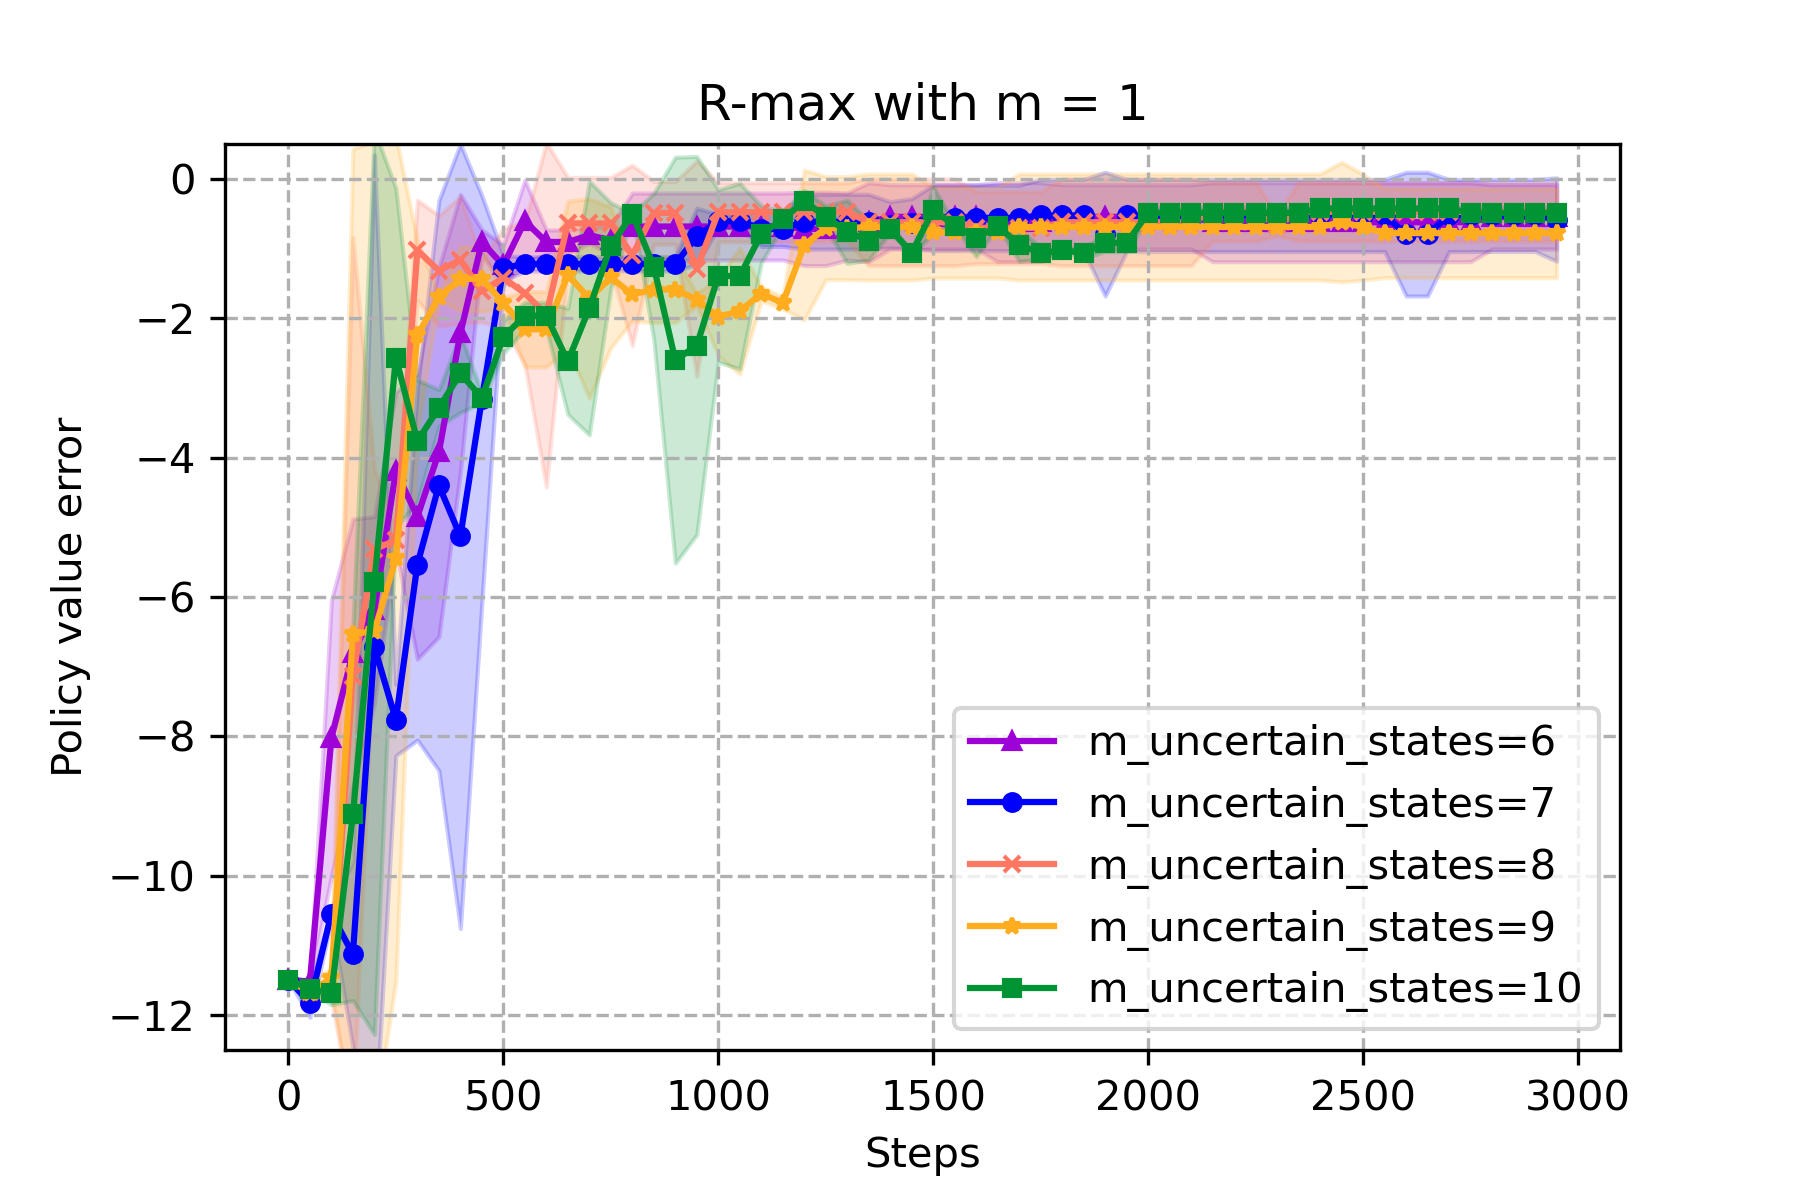 R-max with m = 1
Policy value error
0
−2
−4
−6
−8
−10
−12
0 500 1000 1500 2000 2500 3000
Steps
m_uncertain_states=6
m_uncertain_states=7
m_uncertain_states=8
m_uncertain_states=9
m_uncertain_states=10